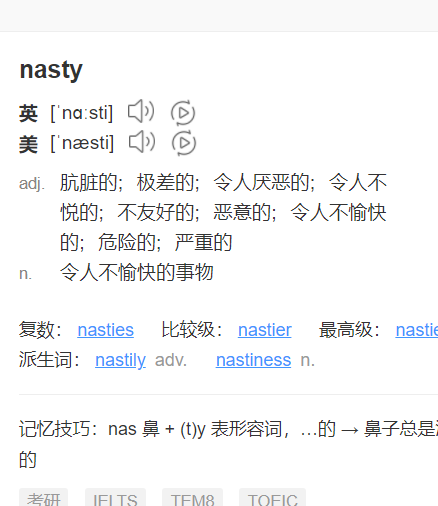 nasty
英 [ˈnɑːsti]
美 [ˈnæsti]
adj. 肮脏的；极差的；令人厌恶的；令人不
悦的；不友好的；恶意的；令人不愉快
的；危险的；严重的
n. 令人不愉快的事物
复数： nasties 比较级： nastier 最高级：
派生词： nastily adv. nastiness n.
记忆技巧：nas 鼻 + (t)y 表形容词，…的 → 鼻子总是
的
考研 IELTS TEM8 TOEIC